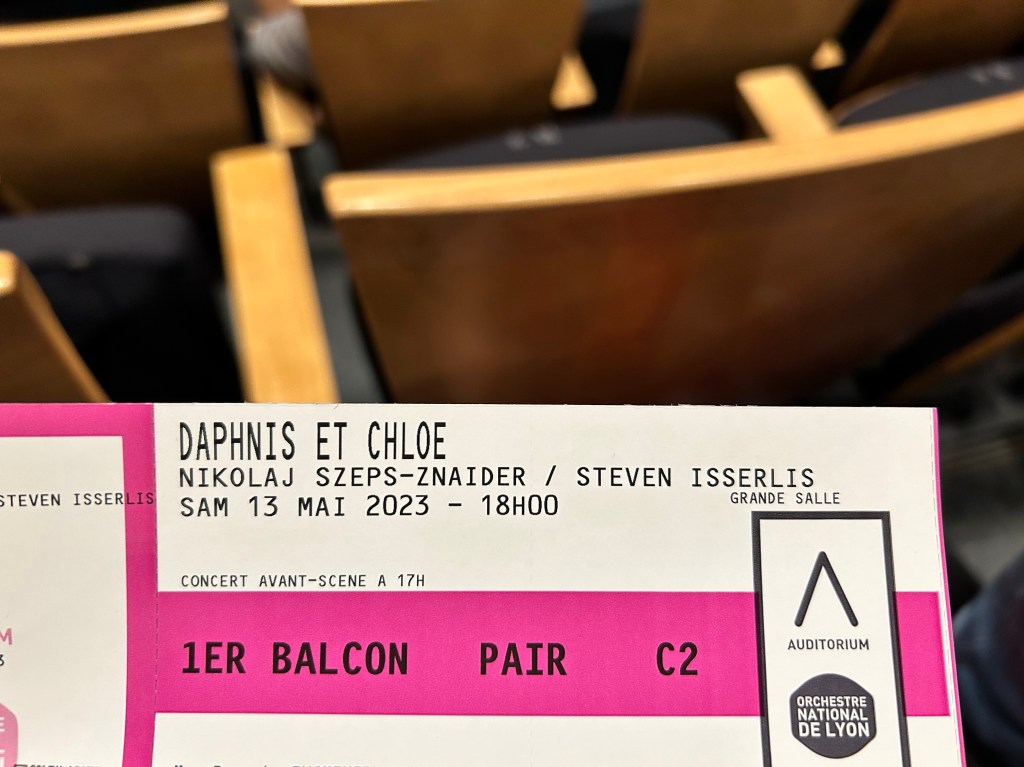 DAPHNIS ET CHLOE
NIKOLAJ SZEPS-ZNAIDER / STEVEN ISSERLIS
STEVEN ISSERLIS
SAM 13 MAI 2023 - 18H00
GRANDE SALLE
CONCERT AVANT-SCENE A 17H
1ER BALCON PAIR C2
AUDITORIUM
ORCHESTRE
NATIONAL
DE LYON